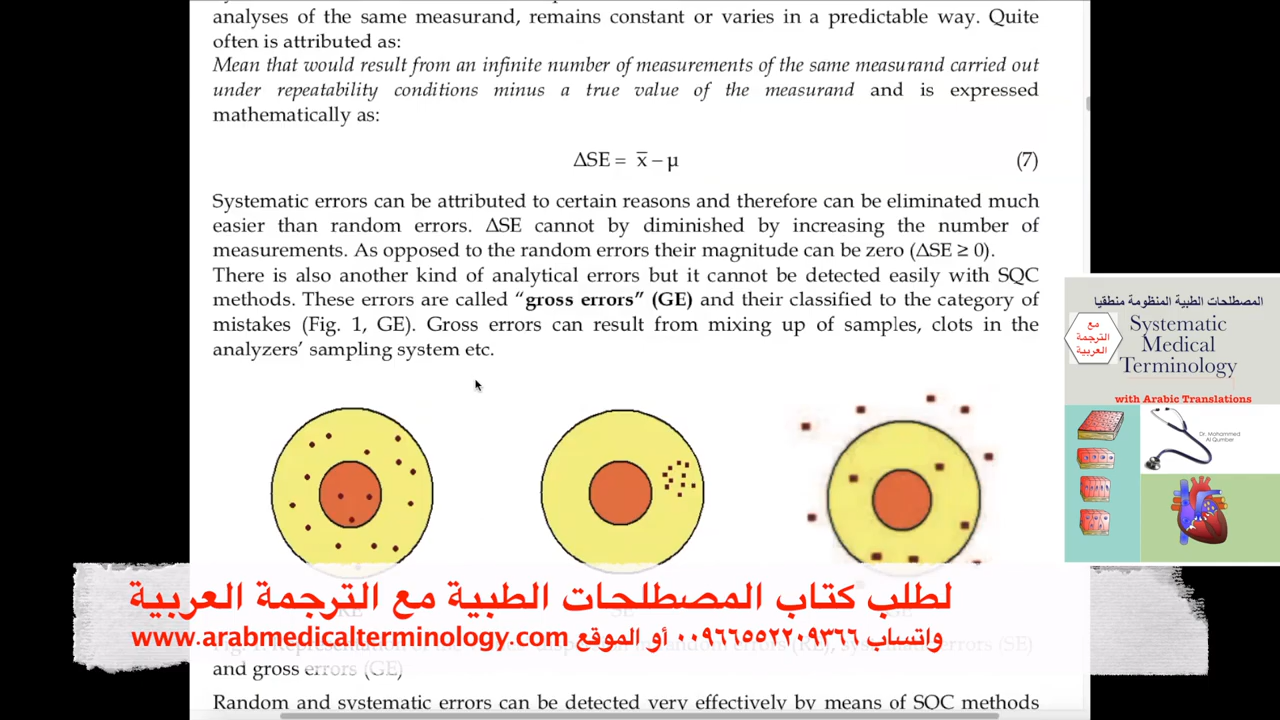 analyses of the same measurand, remains constant or varies in a predictable way. Quite
often is attributed as:
Mean that would result from an infinite number of measurements of the same measurand carried out
under repeatability conditions minus a true value of the measurand and is expressed
mathematically as:
ΔSE = x̅ – μ (7)
Systematic errors can be attributed to certain reasons and therefore can be eliminated much
easier than random errors. ΔSE cannot by diminished by increasing the number of
measurements. As opposed to the random errors their magnitude can be zero (ΔSE ≥ 0).
There is also another kind of analytical errors but it cannot be detected easily with SQC
methods. These errors are called “gross errors” (GE) and their classified to the category of
mistakes (Fig. 1, GE). Gross errors can result from mixing up of samples, clots in the
analyzers’ sampling system etc.
المصطلحات الطبية المنظومة منطقيا
مع
الترجمة
العربية
Systematic
Medical
Terminology
with Arabic Translations
Dr. Mohammed
Al Qumber
لطلب كتاب المصطلحات الطبية مع الترجمة العربية
واتساب ٠٠٩٦٦٥٥٢٢٠٩٣٦٦ أو الموقع www.arabmedicalterminology.com
and gross errors (GE)
Random and systematic errors can be detected very effectively by means of SQC methods